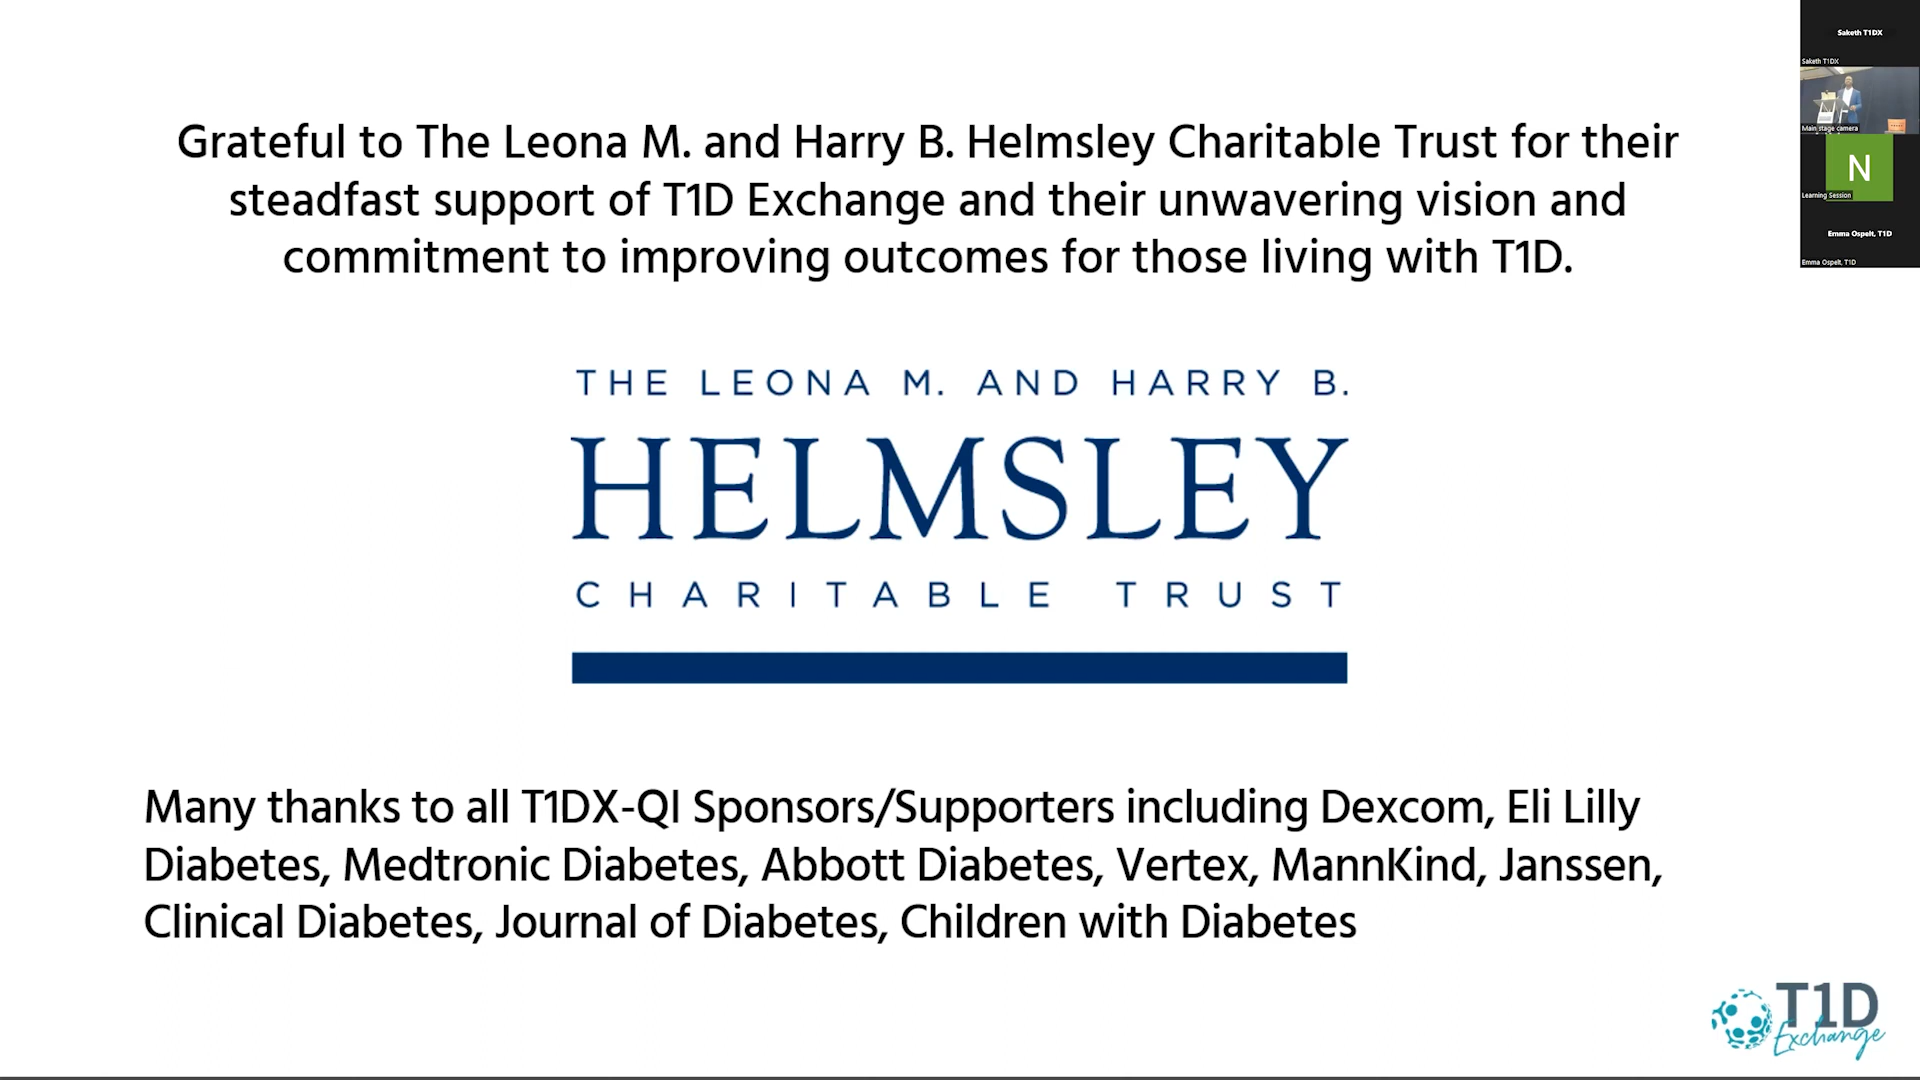 Grateful to The Leona M. and Harry B. Helmsley Charitable Trust for their
steadfast support of T1D Exchange and their unwavering vision and
commitment to improving outcomes for those living with T1D.
THE LEONA M. AND HARRY B.
HELMSLEY
CHARITABLE TRUST
Many thanks to all T1DX-QI Sponsors/Supporters including Dexcom, Eli Lilly
Diabetes, Medtronic Diabetes, Abbott Diabetes, Vertex, MannKind, Janssen,
Clinical Diabetes, Journal of Diabetes, Children with Diabetes
T1D
Exchange
Saketh T1DX
Saketh T1DX
Main stage camera
N
Learning Session
Emma Ospelt, T1D
Emma Ospelt, T1D